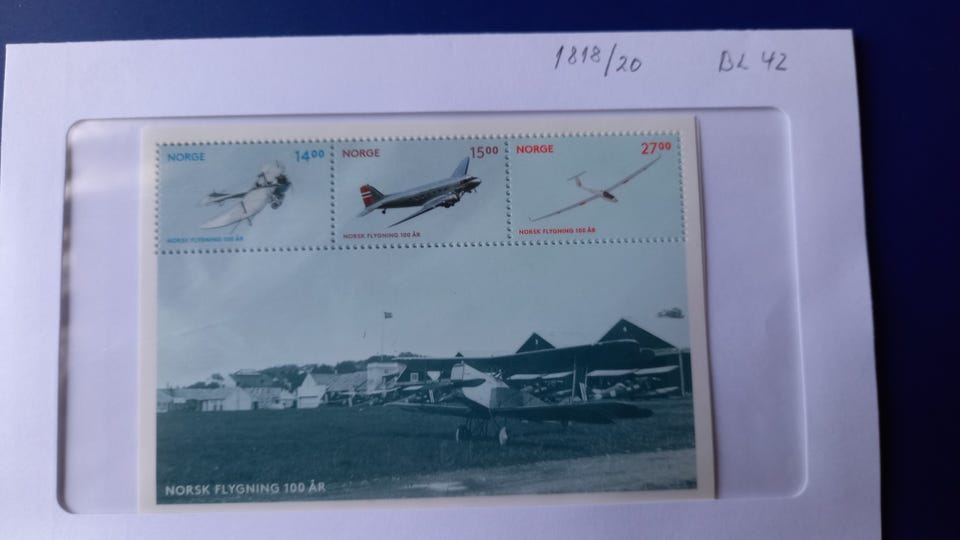 1818/20 BL 42
NORGE 14⁰⁰
NORSK FLYGNING 100 ÅR
NORGE 15⁰⁰
NORSK FLYGNING 100 ÅR
NORGE 27⁰⁰
NORSK FLYGNING 100 ÅR
NORSK FLYGNING 100 ÅR